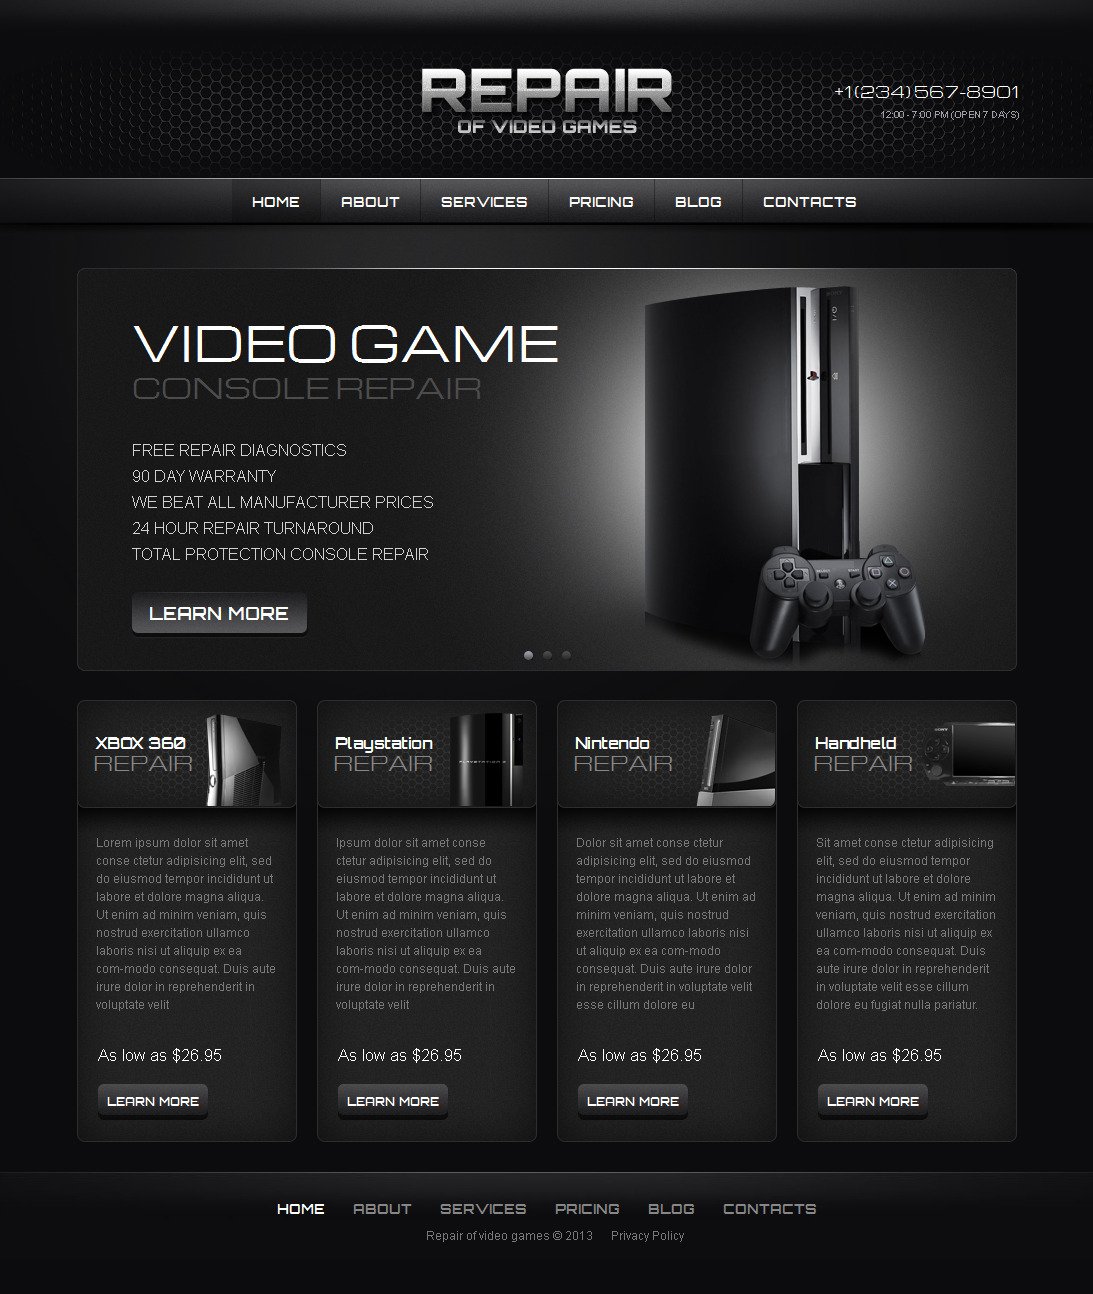 REPAIR
OF VIDEO GAMES
+1(234)567-8901
12:00 - 7:00 PM (OPEN 7 DAYS)
HOME
ABOUT
SERVICES
PRICING
BLOG
CONTACTS
VIDEO GAME
CONSOLE REPAIR
FREE REPAIR DIAGNOSTICS
90 DAY WARRANTY
WE BEAT ALL MANUFACTURER PRICES
24 HOUR REPAIR TURNAROUND
TOTAL PROTECTION CONSOLE REPAIR
LEARN MORE
SONY
SELECT
START
XBOX 360
REPAIR
Lorem ipsum dolor sit amet
conse ctetur adipisicing elit, sed
do eiusmod tempor incididunt ut
labore et dolore magna aliqua.
Ut enim ad minim veniam, quis
nostrud exercitation ullamco
laboris nisi ut aliquip ex ea
com-modo consequat. Duis aute
irure dolor in reprehenderit in
voluptate velit
As low as $26.95
LEARN MORE
Playstation
REPAIR
PLAYSTATION 3
Ipsum dolor sit amet conse
ctetur adipisicing elit, sed do
do eiusmod tempor incididunt ut
labore et dolore magna aliqua.
Ut enim ad minim veniam, quis
nostrud exercitation ullamco
laboris nisi ut aliquip ex ea
com-modo consequat. Duis aute
irure dolor in reprehenderit in
voluptate velit
As low as $26.95
LEARN MORE
Nintendo
REPAIR
Dolor sit amet conse ctetur
adipisicing elit, sed do eiusmod
tempor incididunt ut labore et
dolore magna aliqua. Ut enim ad
minim veniam, quis nostrud
exercitation ullamco laboris nisi
ut aliquip ex ea com-modo
consequat. Duis aute irure dolor
in reprehenderit in voluptate velit
esse cillum dolore eu
As low as $26.95
LEARN MORE
Handheld
REPAIR
SONY
Sit amet conse ctetur adipisicing
elit, sed do eiusmod tempor
incididunt ut labore et dolore
magna aliqua. Ut enim ad minim
veniam, quis nostrud exercitation
ullamco laboris nisi ut aliquip ex
ea com-modo consequat. Duis
aute irure dolor in reprehenderit
in voluptate velit esse cillum
dolore eu fugiat nulla pariatur.
As low as $26.95
LEARN MORE
HOME
ABOUT
SERVICES
PRICING
BLOG
CONTACTS
Repair of video games © 2013
Privacy Policy